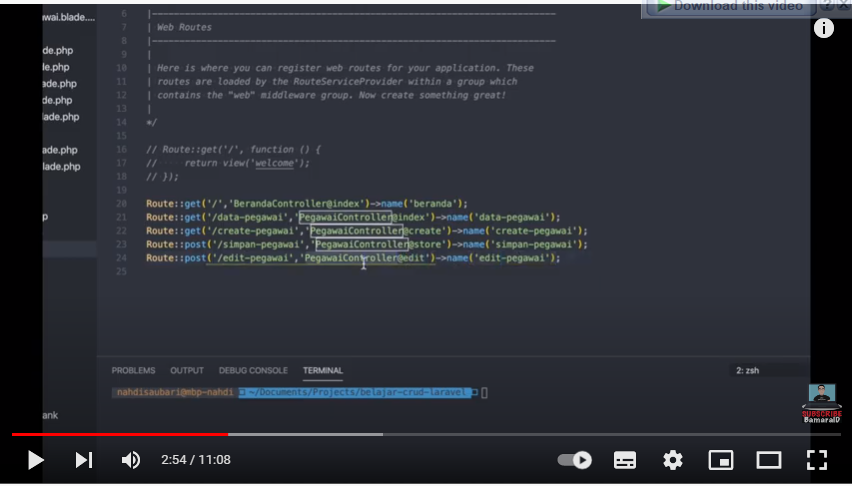 Download this video ? X
awai.blade....
de.php
le.php
ade.php
de.php
lade.php
ade.php
lade.php
p
ank
6 |--------------------------------------------------------------------------
7 | Web Routes
8 |--------------------------------------------------------------------------
9 |
10 | Here is where you can register web routes for your application. These
11 | routes are loaded by the RouteServiceProvider within a group which
12 | contains the "web" middleware group. Now create something great!
13 |
14 */
15
16 // Route::get('/', function () {
17 //     return view('welcome');
18 // });
19
20 Route::get('/','BerandaController@index')->name('beranda');
21 Route::get('/data-pegawai','PegawaiController@index')->name('data-pegawai');
22 Route::get('/create-pegawai','PegawaiController@create')->name('create-pegawai');
23 Route::post('/simpan-pegawai','PegawaiController@store')->name('simpan-pegawai');
24 Route::post('/edit-pegawai','PegawaiController@edit')->name('edit-pegawai');
25
PROBLEMS OUTPUT DEBUG CONSOLE TERMINAL 2: zsh
nahdisaubari@mbp-nahdi ~/Documents/Projects/belajar-crud-laravel
SUBSCRIBE
BamaraID
2:54 / 11:08